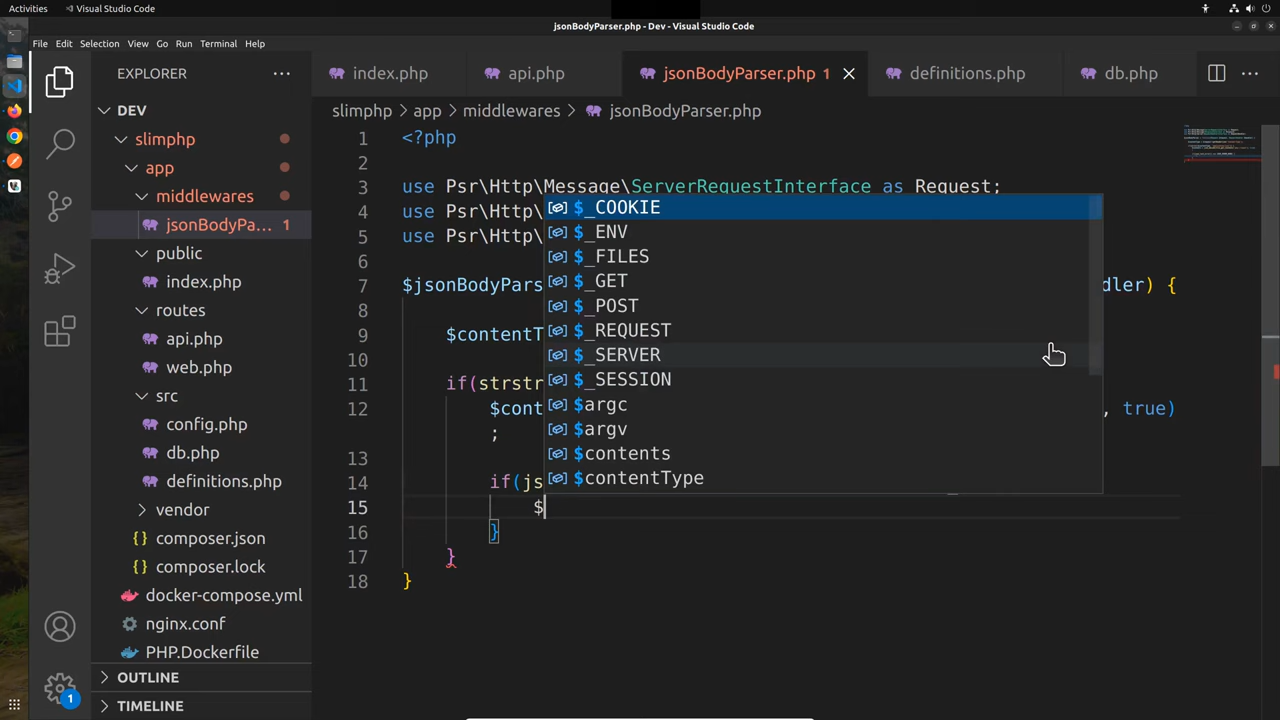 Activities
Visual Studio Code
jsonBodyParser.php - Dev - Visual Studio Code
File Edit Selection View Go Run Terminal Help
EXPLORER
DEV
slimphp
app
middlewares
jsonBodyPa... 1
public
index.php
routes
api.php
web.php
src
config.php
db.php
definitions.php
vendor
composer.json
composer.lock
docker-compose.yml
nginx.conf
PHP.Dockerfile
OUTLINE
TIMELINE
1
index.php
api.php
jsonBodyParser.php 1
definitions.php
db.php
slimphp > app > middlewares > jsonBodyParser.php
1 <?php
2
3 use Psr\Http\Message\ServerRequestInterface as Request;
4 use Psr\Http\
5 use Psr\Http\
6
7 $jsonBodyPars dler) {
8
9 $contentT
10
11 if(strstr
12 $cont , true)
;
13
14 if(js
15 $
16 }
17 }
18 }
$_COOKIE
$_ENV
$_FILES
$_GET
$_POST
$_REQUEST
$_SERVER
$_SESSION
$argc
$argv
$contents
$contentType